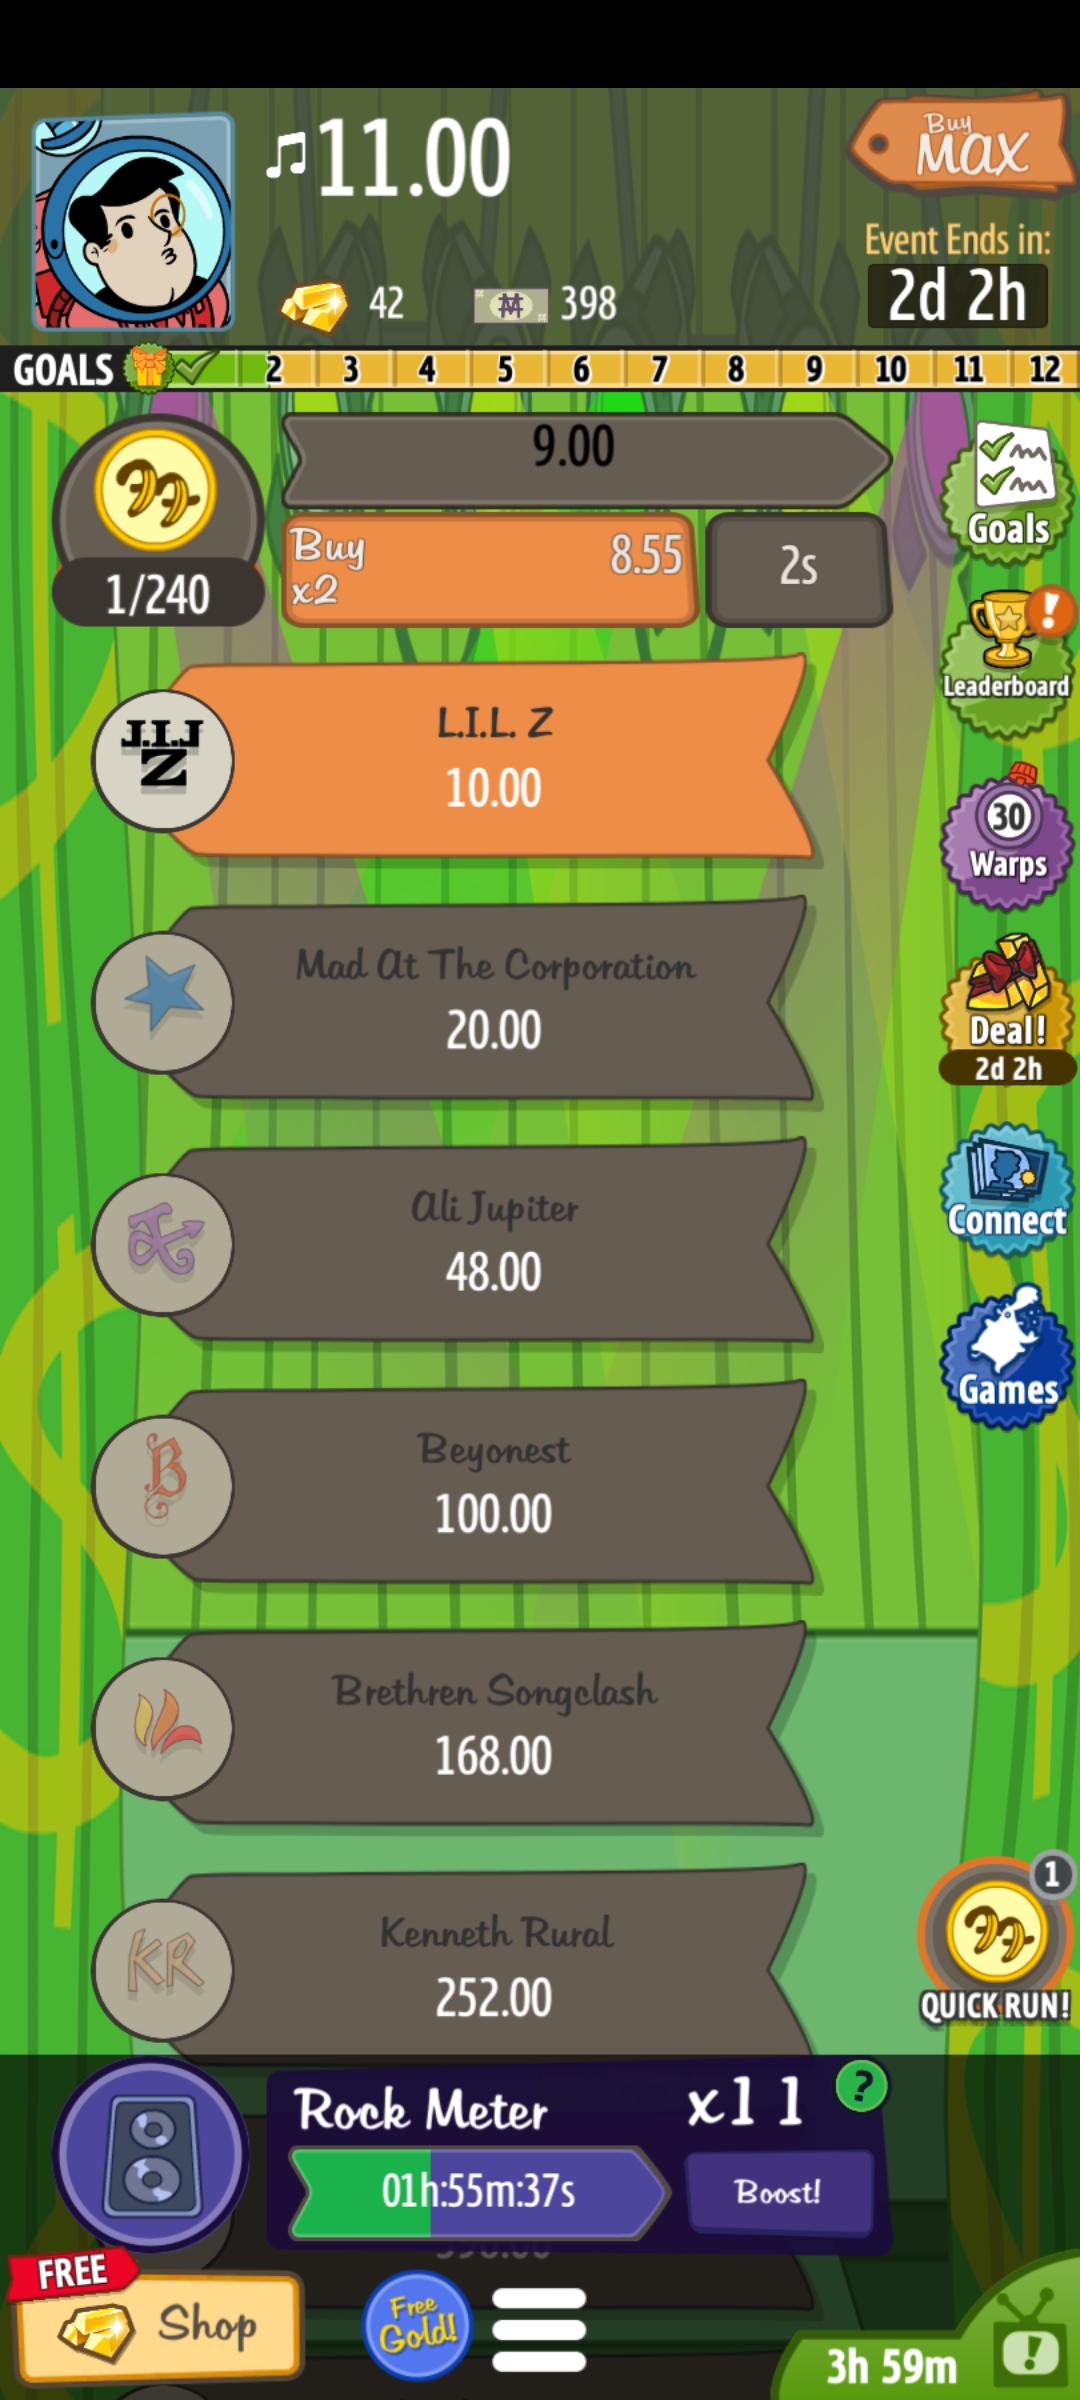 ♫11.00
Buy
MAX
Event Ends in:
2d 2h
42
398
GOALS 2 3 4 5 6 7 8 9 10 11 12
9.00
Goals
1/240
Buy
x2
8.55
2s
Leaderboard
L.I.L. Z
10.00
30
Warps
Mad At The Corporation
20.00
Deal!
2d 2h
Ali Jupiter
48.00
Connect
Beyonest
100.00
Games
B
Brethren Songclash
168.00
Kenneth Rural
252.00
KR
1
QUICK RUN!
Rock Meter
x11
?
01h:55m:37s
Boost!
FREE
Shop
Free
Gold!
3h 59m